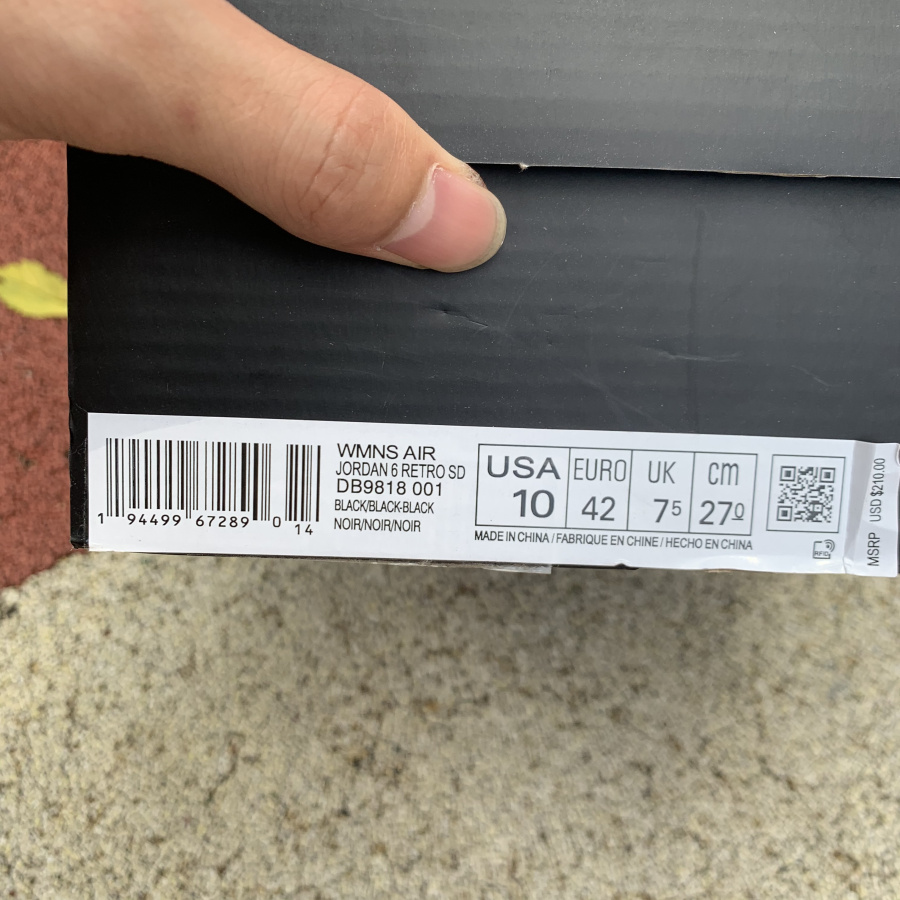 1 94499 67289 0 14
WMNS AIR
JORDAN 6 RETRO SD
DB9818 001
BLACK/BLACK-BLACK
NOIR/NOIR/NOIR
USA EURO UK cm
10 42 7 5 27 0
MADE IN CHINA / FABRIQUE EN CHINE / HECHO EN CHINA
RFID
MSRP USD $210.00